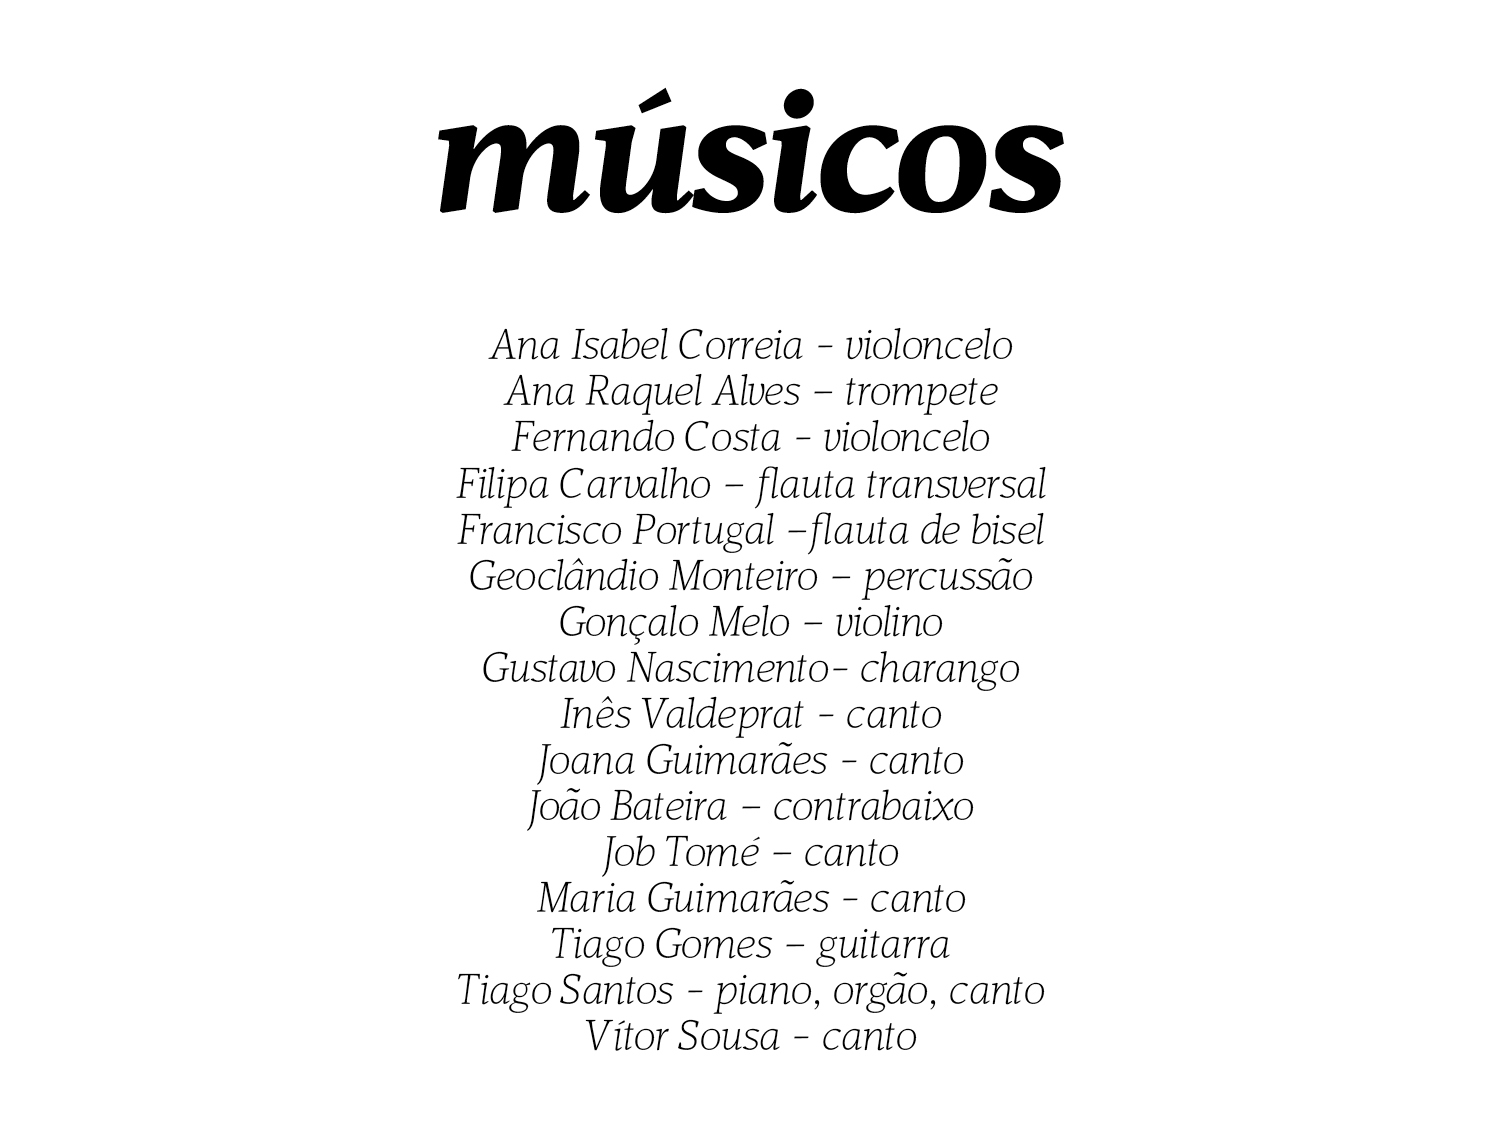 músicos
Ana Isabel Correia - violoncelo
Ana Raquel Alves – trompete
Fernando Costa - violoncelo
Filipa Carvalho – flauta transversal
Francisco Portugal –flauta de bisel
Geoclândio Monteiro – percussão
Gonçalo Melo – violino
Gustavo Nascimento- charango
Inês Valdeprat - canto
Joana Guimarães - canto
João Bateira – contrabaixo
Job Tomé – canto
Maria Guimarães - canto
Tiago Gomes – guitarra
Tiago Santos - piano, orgão, canto
Vítor Sousa - canto